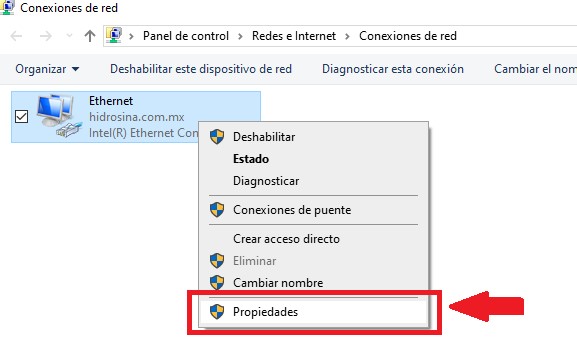 Conexiones de red
Panel de control > Redes e Internet > Conexiones de red
Organizar Deshabilitar este dispositivo de red Diagnosticar esta conexión Cambiar el nom
Ethernet
hidrosina.com.mx
Intel(R) Ethernet Con
Deshabilitar
Estado
Diagnosticar
Conexiones de puente
Crear acceso directo
Eliminar
Cambiar nombre
Propiedades